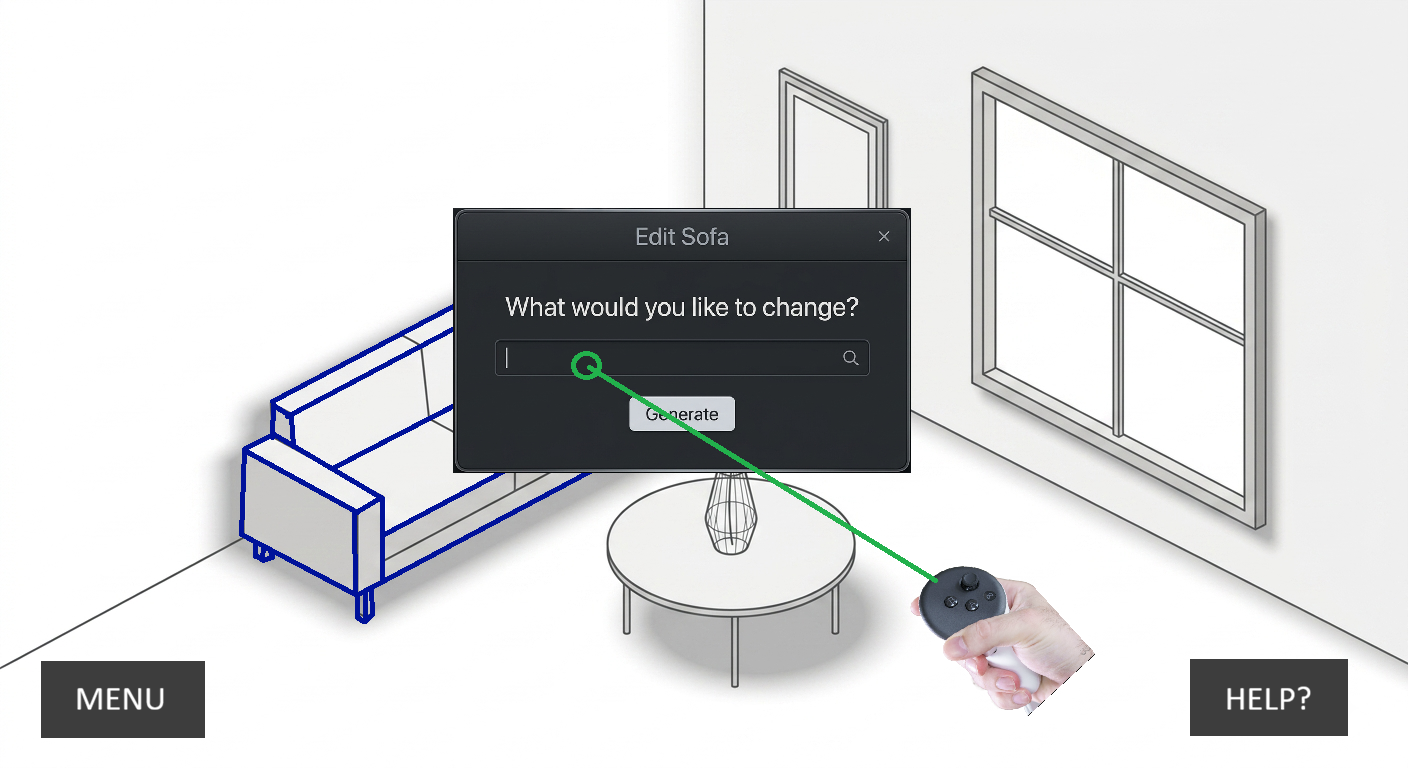 Edit Sofa
What would you like to change?
Generate
MENU
HELP?